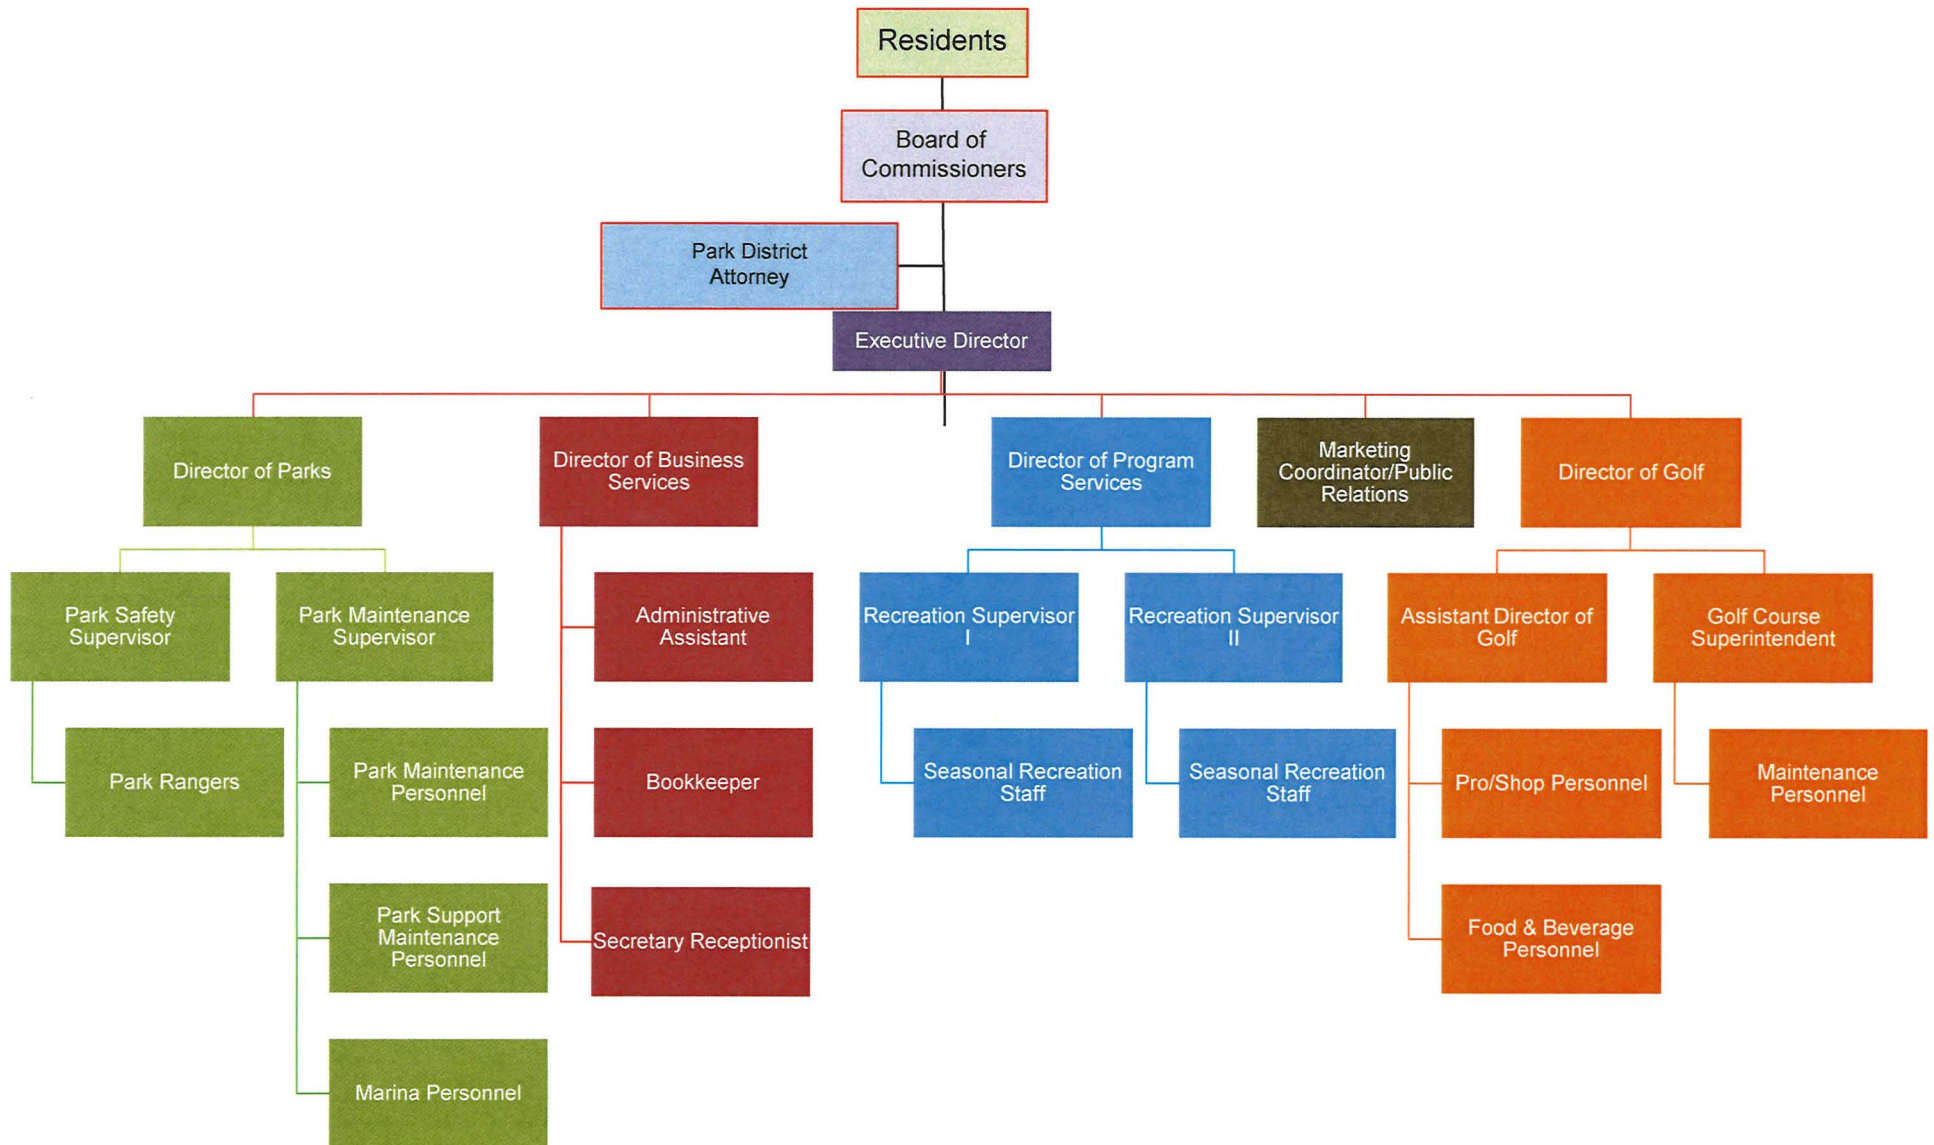 Residents
Board of
Commissioners
Park District
Attorney
Executive Director
Director of Parks
Director of Business
Services
Director of Program
Services
Marketing
Coordinator/Public
Relations
Director of Golf
Park Safety
Supervisor
Park Maintenance
Supervisor
Administrative
Assistant
Recreation Supervisor
I
Recreation Supervisor
II
Assistant Director of
Golf
Golf Course
Superintendent
Park Rangers
Park Maintenance
Personnel
Bookkeeper
Seasonal Recreation
Staff
Seasonal Recreation
Staff
Pro/Shop Personnel
Maintenance
Personnel
Park Support
Maintenance
Personnel
Secretary Receptionist
Food & Beverage
Personnel
Marina Personnel